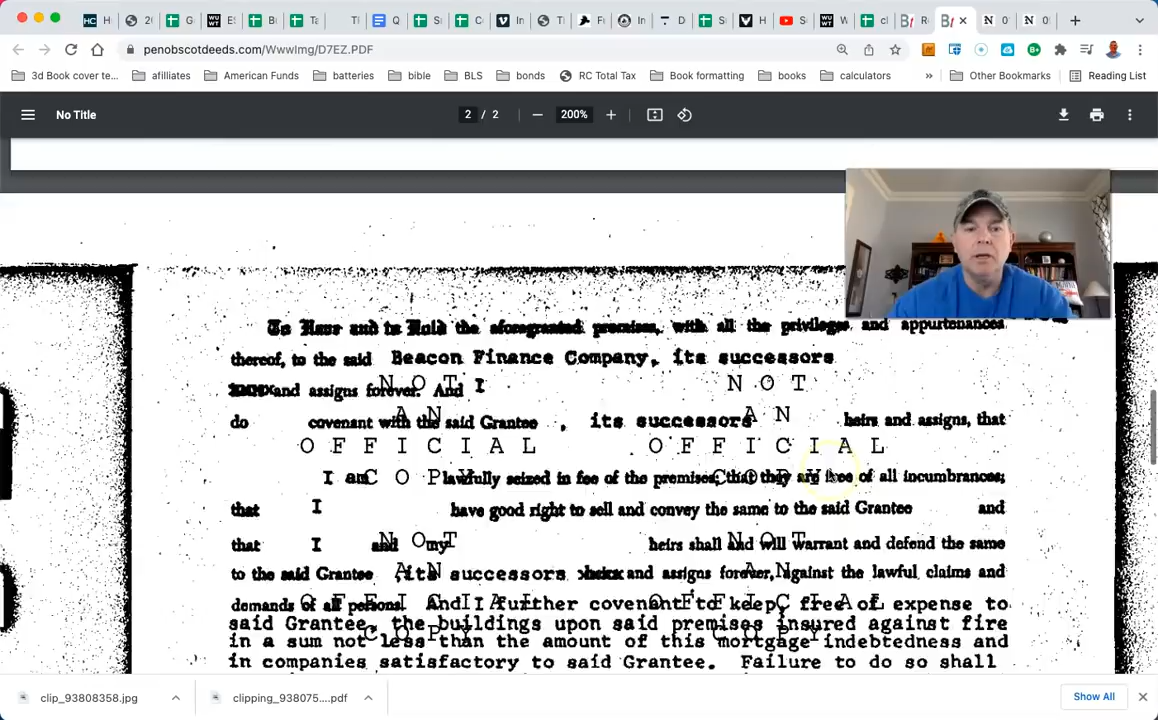 HC
penobscotdeeds.com/WwwImg/D7EZ.PDF
3d Book cover te...
afiliates
American Funds
batteries
bible
BLS
bonds
RC Total Tax
Book formatting
books
calculators
»
Other Bookmarks
Reading List
No Title
2 / 2
200%
To Have and to Hold the aforegranted premises, with all the privileges and appurtenances
thereof, to the said Beacon Finance Company, its successors
and assigns forever. And I
N O T N O T
do covenant with the said Grantee , its successors heirs and assigns, that
A N A N
O F F I C I A L O F F I C I A L
I am lawfully seized in fee of the premises; that they are free of all incumbrances;
C O P Y C O P Y
that I have good right to sell and convey the same to the said Grantee and
that I and my heirs shall and will warrant and defend the same
N O T N O T
to the said Grantee , its successors and assigns forever, against the lawful claims and
A N A N
demands of all persons. And I further covenant to keep, free of expense to
O F F I C I A L O F F I C I A L
said Grantee, the buildings upon said premises insured against fire
C O P Y C O P Y
in a sum not less than the amount of this mortgage indebtedness and
in companies satisfactory to said Grantee. Failure to do so shall
clip_93808358.jpg
clipping_938075....pdf
Show All